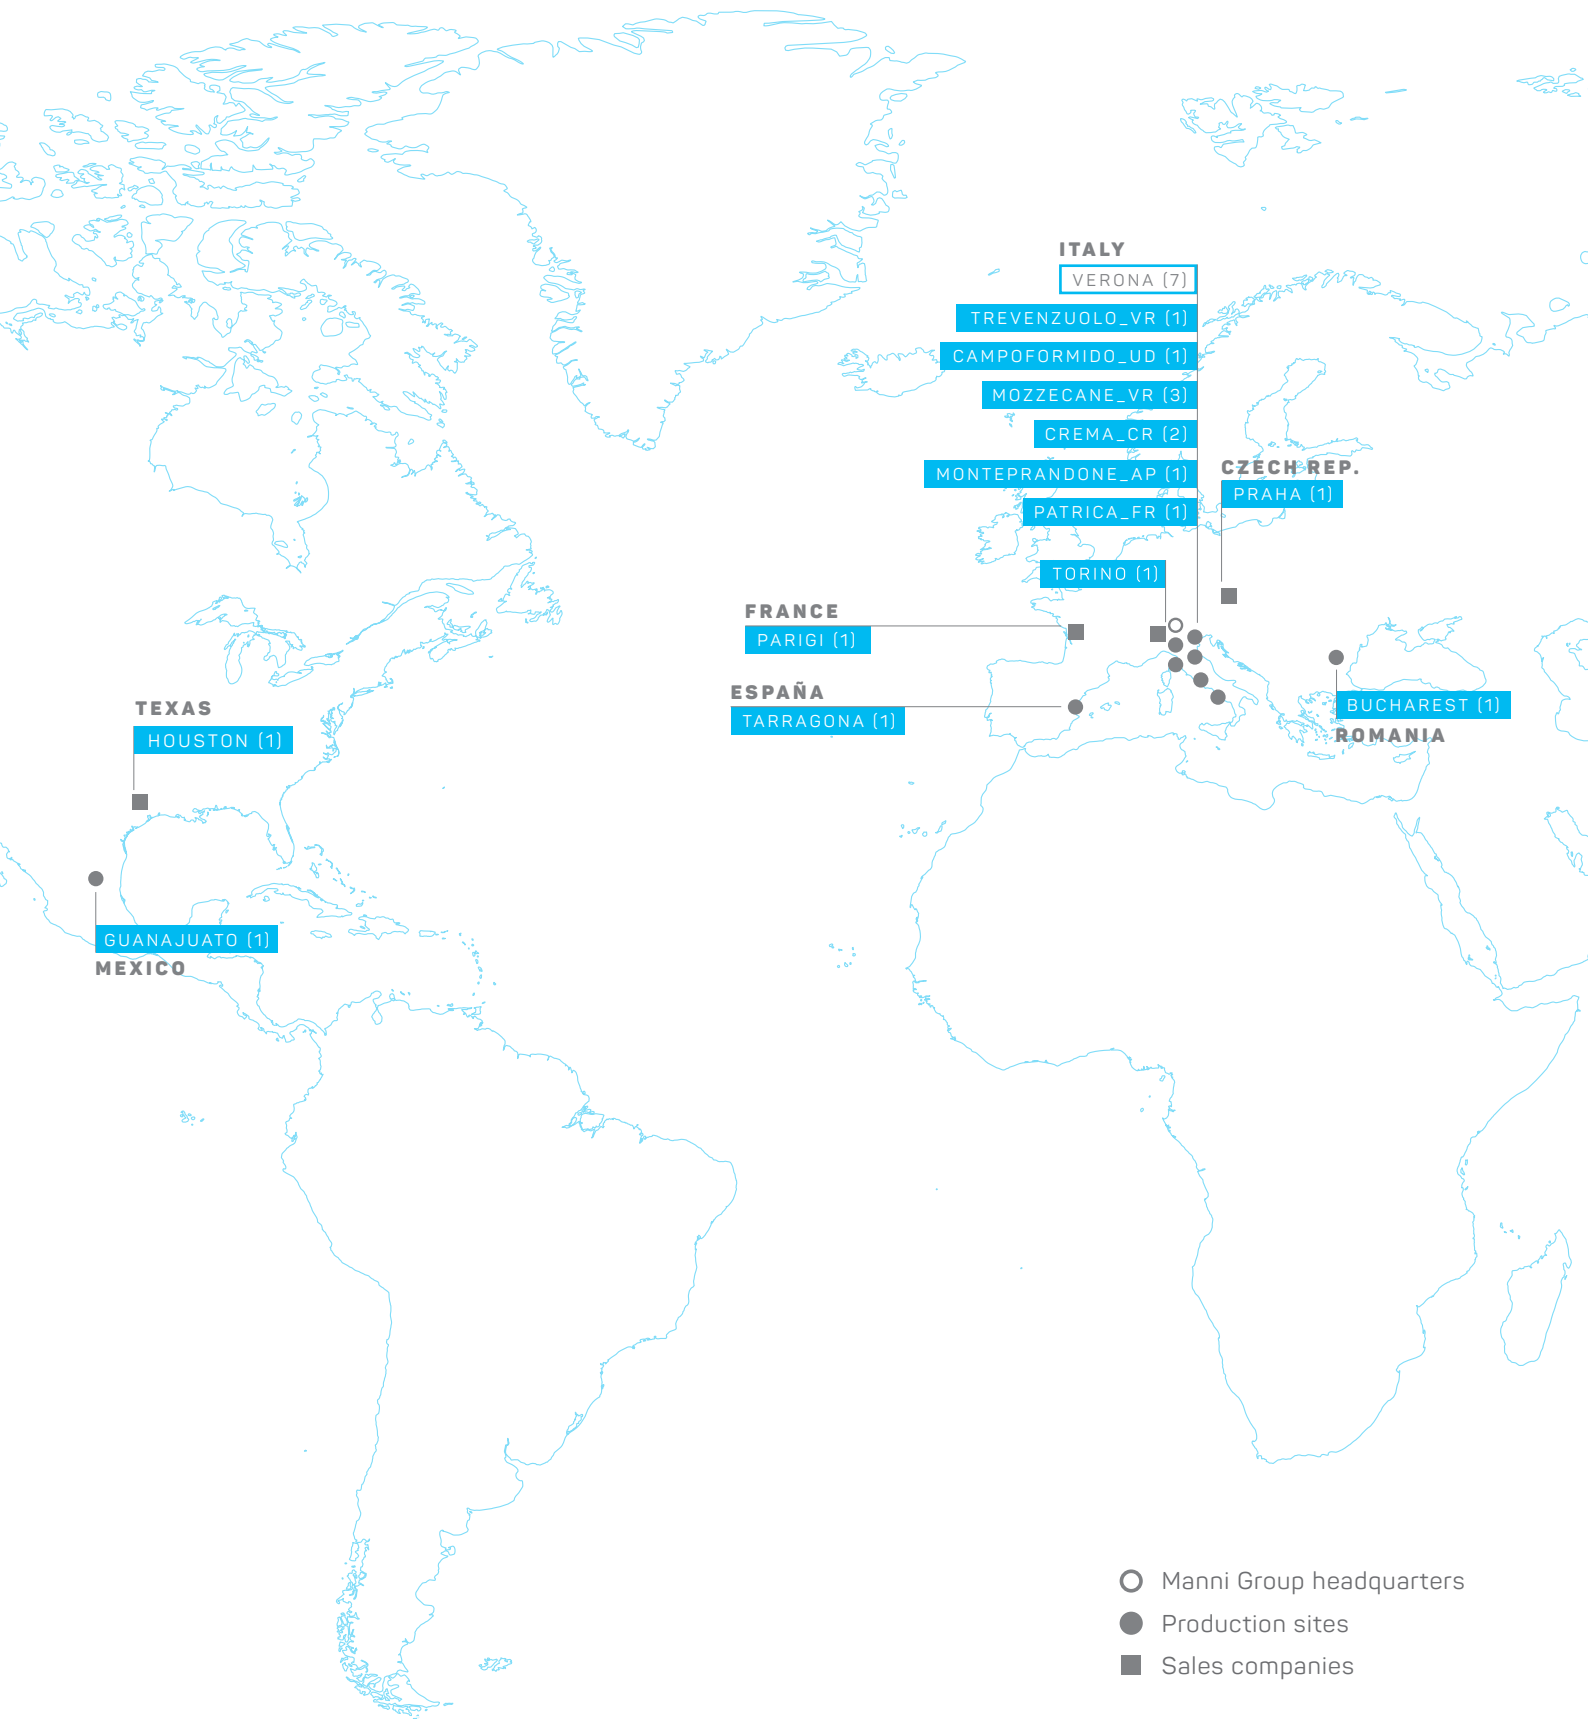 ITALY
VERONA (7)
TREVENZUOLO_VR (1)
CAMPOFORMIDO_UD (1)
MOZZECANE_VR (3)
CREMA_CR (2)
MONTEPRANDONE_AP (1)
PATRICA_FR (1)
TORINO (1)
CZECH REP.
PRAHA (1)
FRANCE
PARIGI (1)
ESPAÑA
TARRAGONA (1)
BUCHAREST (1)
ROMANIA
TEXAS
HOUSTON (1)
GUANAJUATO (1)
MEXICO
Manni Group headquarters
Production sites
Sales companies